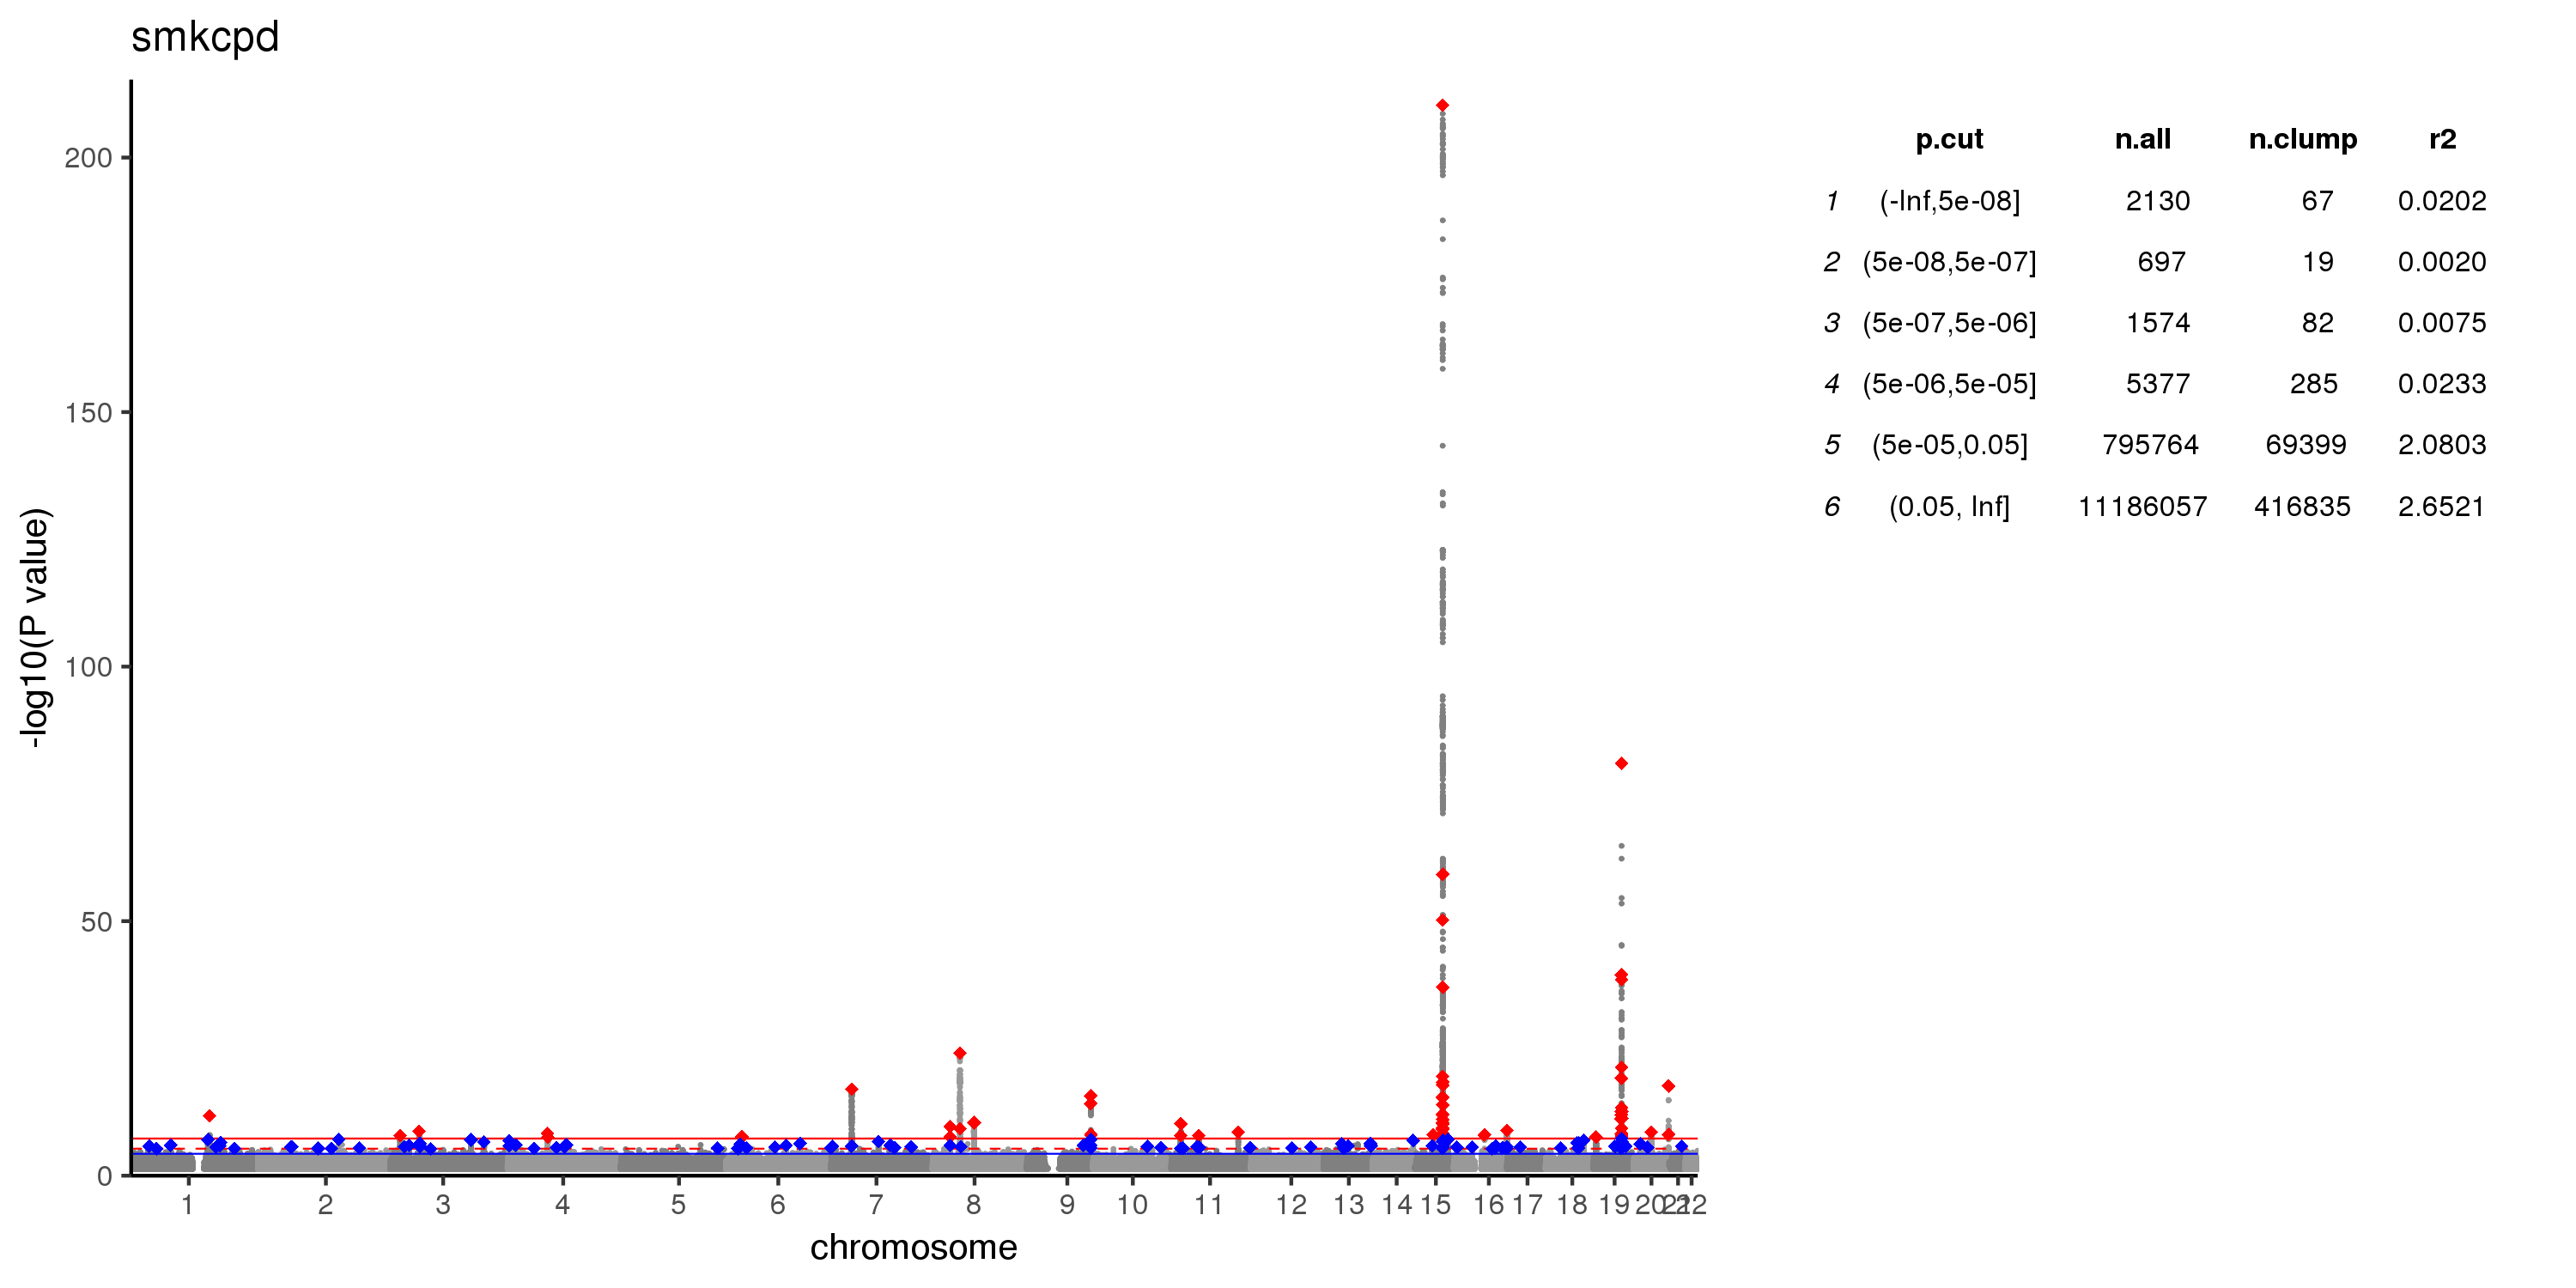 smkcpd
-log10(P value)
200
150
100
50
0
1 2 3 4 5 6 7 8 9 10 11 12 13 14 15 16 17 18 19 20 21 22
chromosome
p.cut n.all n.clump r2
1 (-Inf,5e-08] 2130 67 0.0202
2 (5e-08,5e-07] 697 19 0.0020
3 (5e-07,5e-06] 1574 82 0.0075
4 (5e-06,5e-05] 5377 285 0.0233
5 (5e-05,0.05] 795764 69399 2.0803
6 (0.05, Inf] 11186057 416835 2.6521